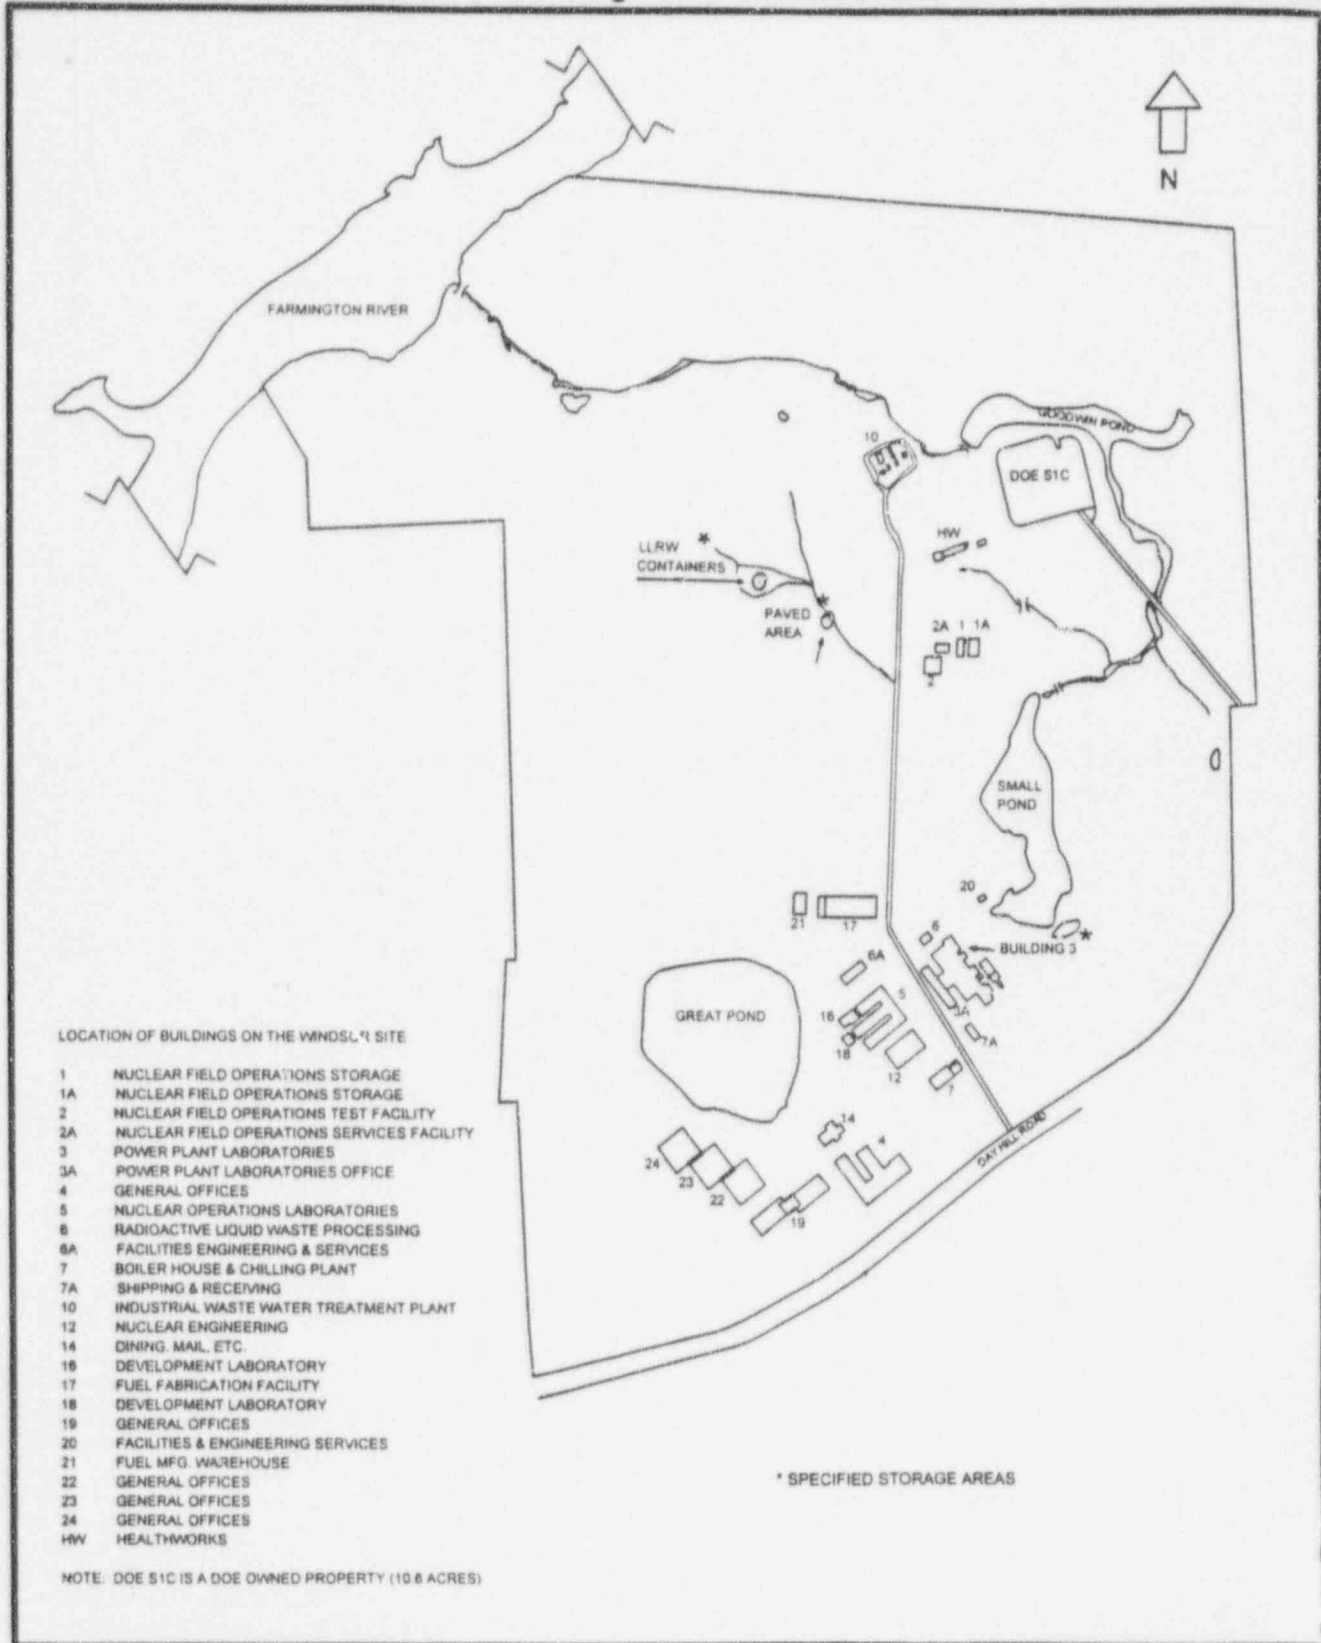 N
FARMINGTON RIVER
GOODWIN POND
10
DOE S1C
HW
LLRW
CONTAINERS
PAVED
AREA
2A 1 1A
2
SMALL
POND
20
21
17
6
BUILDING 3
6A
GREAT POND
5
3A
16
7A
18
12
7
14
4
DAY HILL ROAD
24
23
22
19
LOCATION OF BUILDINGS ON THE WINDSOR SITE
1 NUCLEAR FIELD OPERATIONS STORAGE
1A NUCLEAR FIELD OPERATIONS STORAGE
2 NUCLEAR FIELD OPERATIONS TEST FACILITY
2A NUCLEAR FIELD OPERATIONS SERVICES FACILITY
3 POWER PLANT LABORATORIES
3A POWER PLANT LABORATORIES OFFICE
4 GENERAL OFFICES
5 NUCLEAR OPERATIONS LABORATORIES
6 RADIOACTIVE LIQUID WASTE PROCESSING
6A FACILITIES ENGINEERING & SERVICES
7 BOILER HOUSE & CHILLING PLANT
7A SHIPPING & RECEIVING
10 INDUSTRIAL WASTE WATER TREATMENT PLANT
12 NUCLEAR ENGINEERING
14 DINING. MAIL. ETC.
16 DEVELOPMENT LABORATORY
17 FUEL FABRICATION FACILITY
18 DEVELOPMENT LABORATORY
19 GENERAL OFFICES
20 FACILITIES & ENGINEERING SERVICES
21 FUEL MFG. WAREHOUSE
22 GENERAL OFFICES
23 GENERAL OFFICES
24 GENERAL OFFICES
HW HEALTHWORKS
* SPECIFIED STORAGE AREAS
NOTE: DOE S1C IS A DOE OWNED PROPERTY (10.6 ACRES)